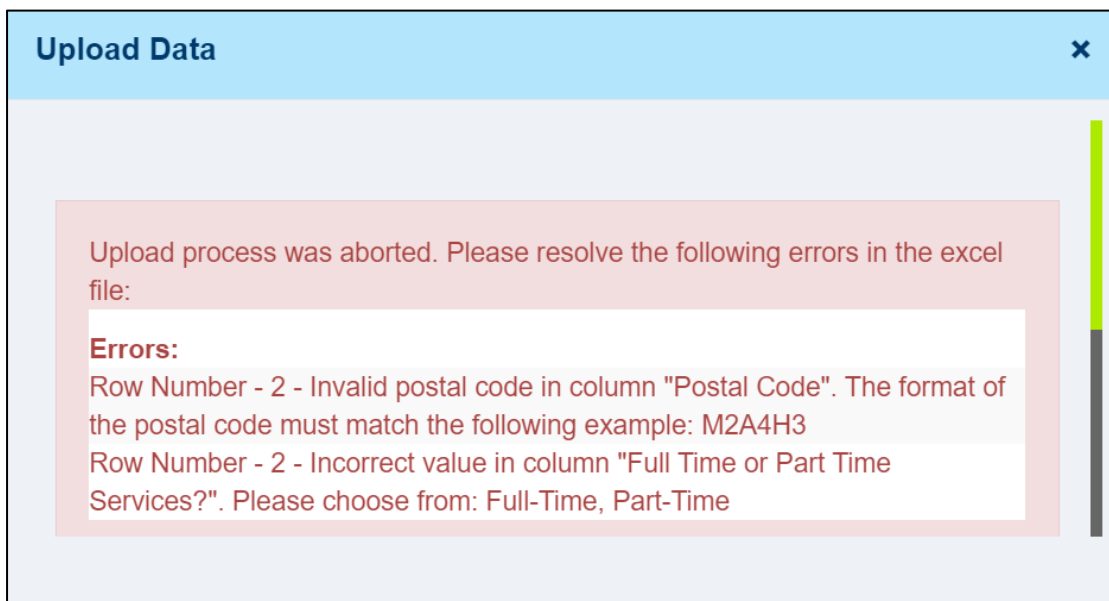 Upload Data
×
Upload process was aborted. Please resolve the following errors in the excel
file:
Errors:
Row Number - 2 - Invalid postal code in column "Postal Code". The format of
the postal code must match the following example: M2A4H3
Row Number - 2 - Incorrect value in column "Full Time or Part Time
Services?". Please choose from: Full-Time, Part-Time